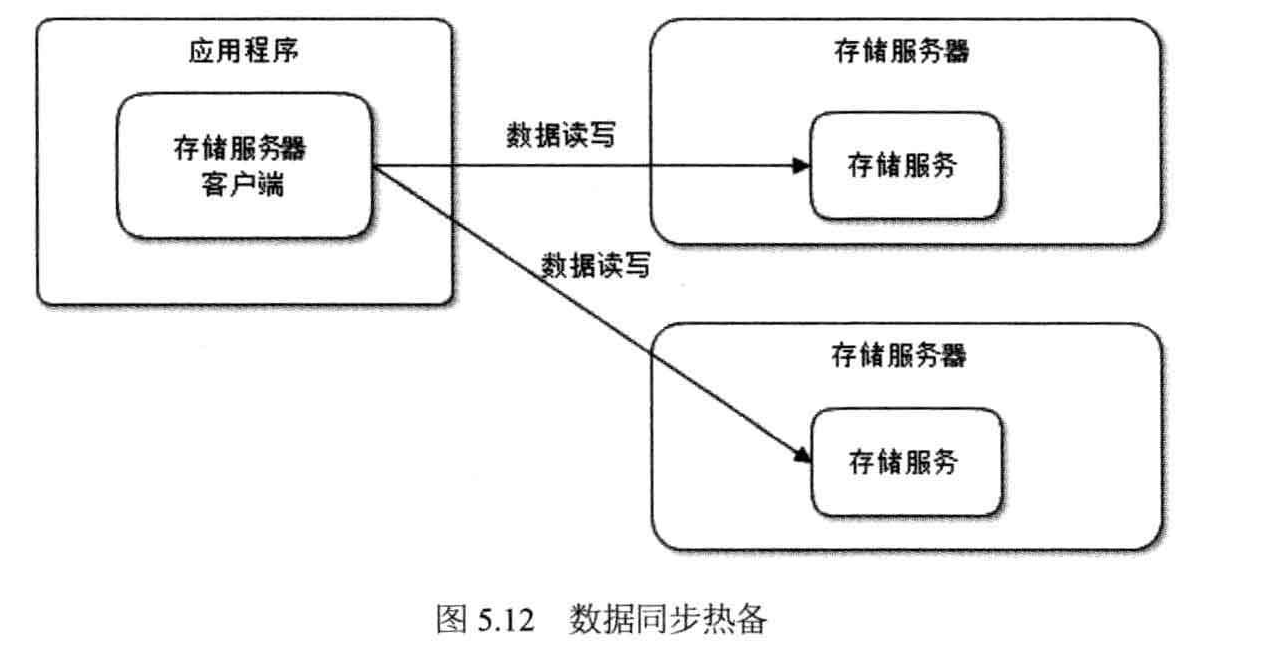 应用程序
存储服务器
客户端
数据读写
存储服务器
存储服务
数据读写
存储服务器
存储服务
图 5.12 数据同步热备